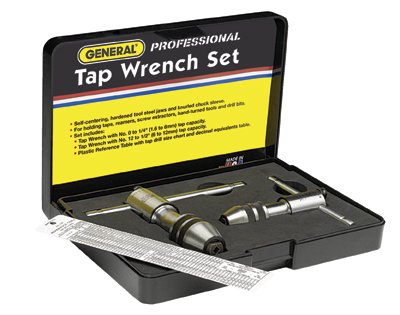 GENERAL® PROFESSIONAL
Tap Wrench Set
• Self-centering, hardened tool steel jaws and knurled chuck sleeve.
• For holding taps, reamers, screw extractors, hand-turned tools and drill bits.
• Set includes:
• Tap Wrench with No. 0 to 1/4" (1.6 to 6mm) tap capacity.
• Tap Wrench with No. 12 to 1/2" (6 to 12mm) tap capacity.
• Plastic Reference Table with tap drill size chart and decimal equivalents table.
MADE IN